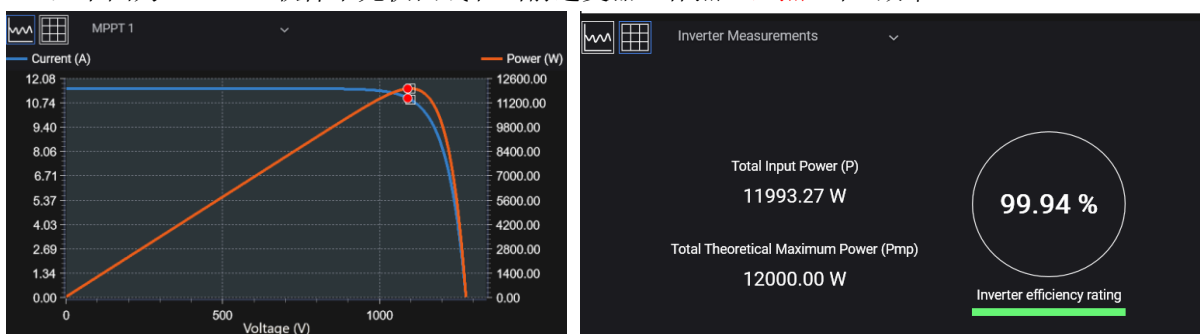 MPPT 1
Current (A)
Power (W)
12.08
10.74
9.40
8.06
6.71
5.37
4.03
2.69
1.34
0.00
12600.00
11200.00
9800.00
8400.00
7000.00
5600.00
4200.00
2800.00
1400.00
0.00
0
500
1000
Voltage (V)
Inverter Measurements
Total Input Power (P)
11993.27 W
Total Theoretical Maximum Power (Pmp)
12000.00 W
99.94 %
Inverter efficiency rating